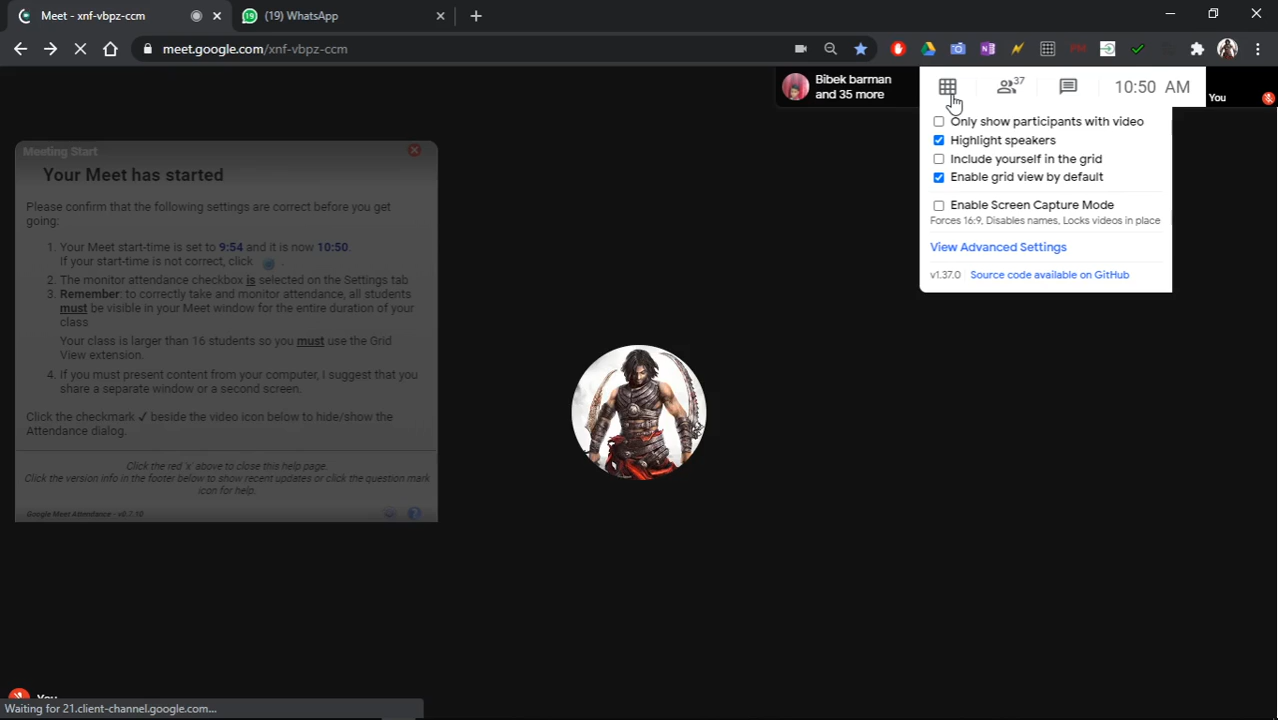 Meet - xnf-vbpz-ccm
(19) WhatsApp
meet.google.com/xnf-vbpz-ccm
Bibek barman
and 35 more
37
10:50 AM
You
Only show participants with video
Highlight speakers
Include yourself in the grid
Enable grid view by default
Enable Screen Capture Mode
Forces 16:9, Disables names, Locks videos in place
View Advanced Settings
v1.37.0 Source code available on GitHub
Meeting Start
Your Meet has started
Please confirm that the following settings are correct before you get
going:
1. Your Meet start-time is set to 9:54 and it is now 10:50.
If your start-time is not correct, click .
2. The monitor attendance checkbox is selected on the Settings tab
3. Remember: to correctly take and monitor attendance, all students
must be visible in your Meet window for the entire duration of your
class
Your class is larger than 16 students so you must use the Grid
View extension.
4. If you must present content from your computer, I suggest that you
share a separate window or a second screen.
Click the checkmark ✓ beside the video icon below to hide/show the
Attendance dialog.
Click the red 'x' above to close this help page.
Click the version info in the footer below to show recent updates or click the question mark
icon for help.
Google Meet Attendance - v0.7.10
You
Waiting for 21.client-channel.google.com...